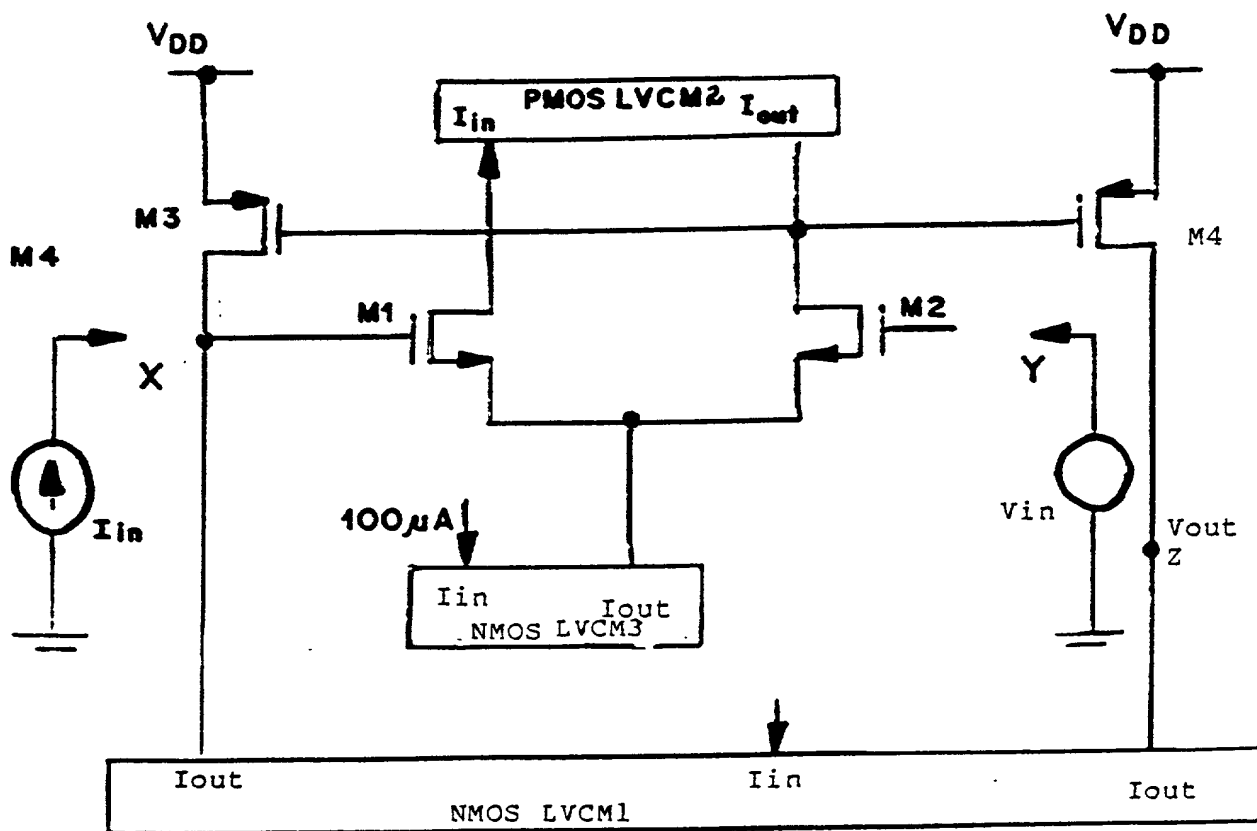 VDD
VDD
PMOS LVCM2
Iin
Iout
M3
M4
M4
M1
M2
X
Y
Iin
100μA
Vin
Vout
Z
Iin
Iout
NMOS LVCM3
Iout
Iin
Iout
NMOS LVCM1